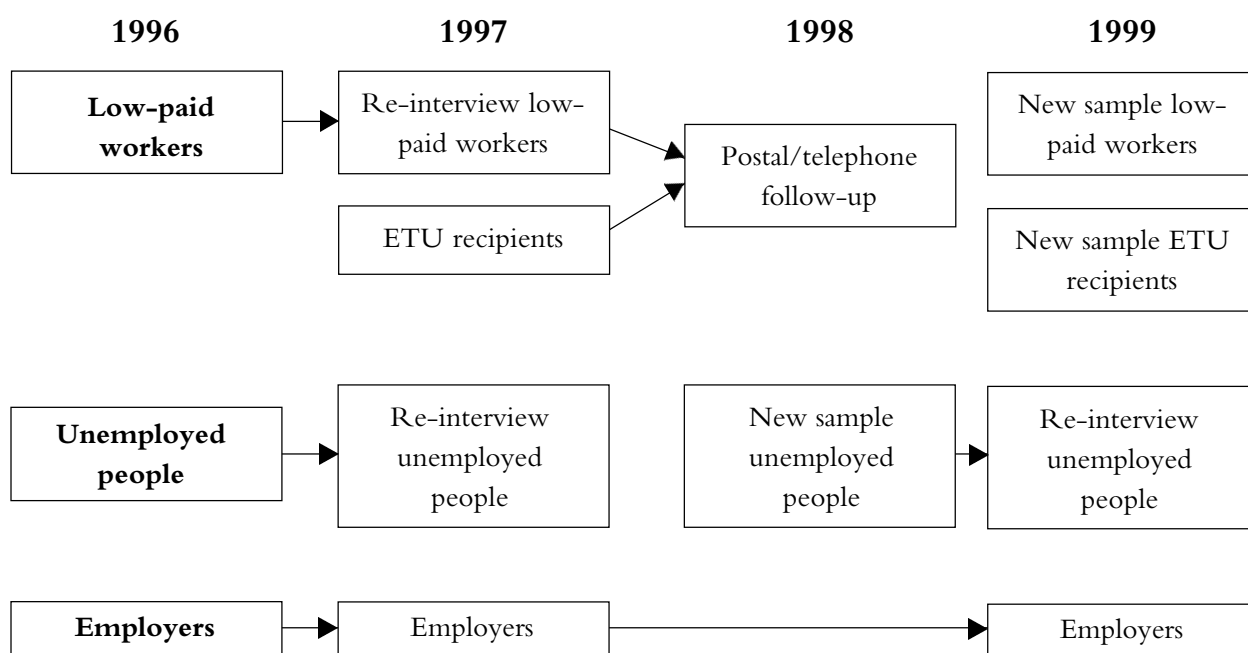 1996
1997
1998
1999
Low-paid
workers
Re-interview low-
paid workers
ETU recipients
Postal/telephone
follow-up
New sample low-
paid workers
New sample ETU
recipients
Unemployed
people
Re-interview
unemployed
people
New sample
unemployed
people
Re-interview
unemployed
people
Employers
Employers
Employers